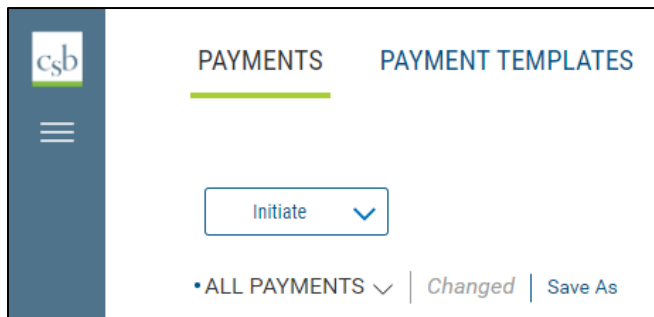 csb
PAYMENTS PAYMENT TEMPLATES
Initiate
• ALL PAYMENTS | Changed | Save As